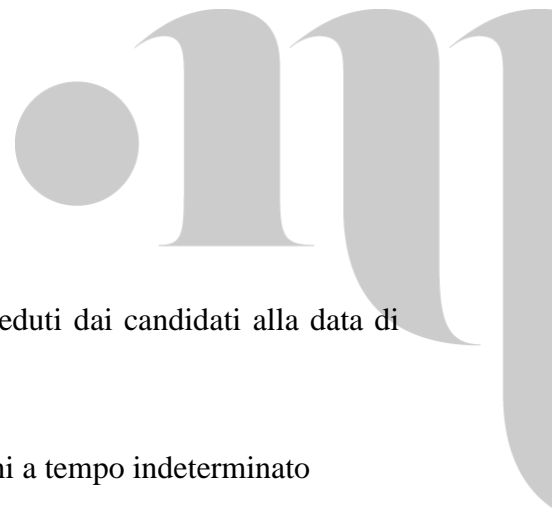 eduti dai candidati alla data di
ni a tempo indeterminato